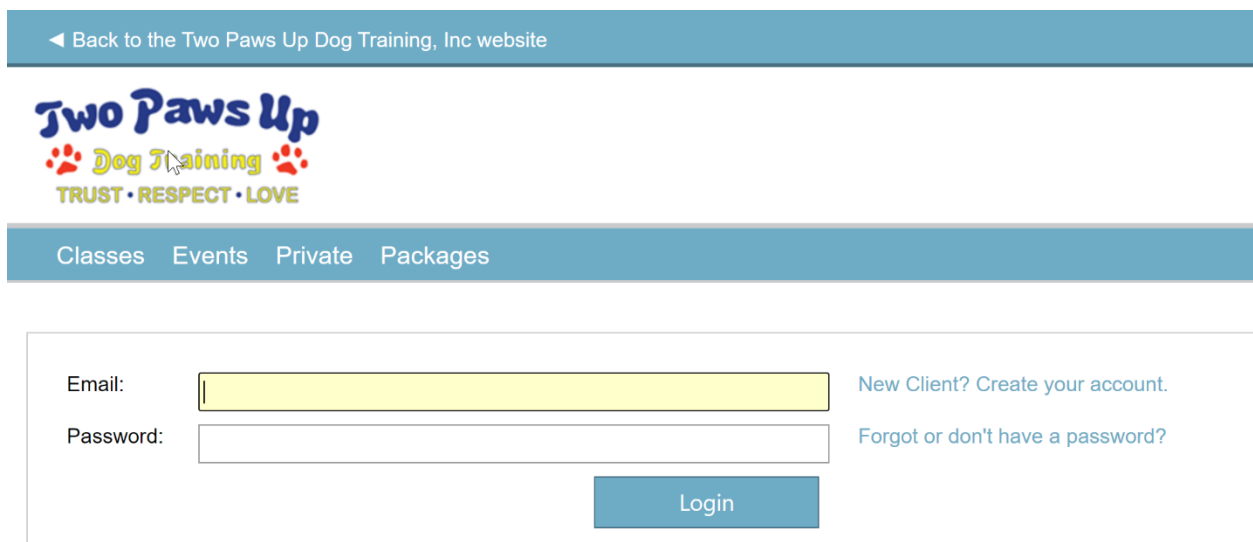 ◄ Back to the Two Paws Up Dog Training, Inc website
Two Paws Up
Dog Training
TRUST • RESPECT • LOVE
Classes Events Private Packages
Email: New Client? Create your account.
Password: Forgot or don't have a password?
Login